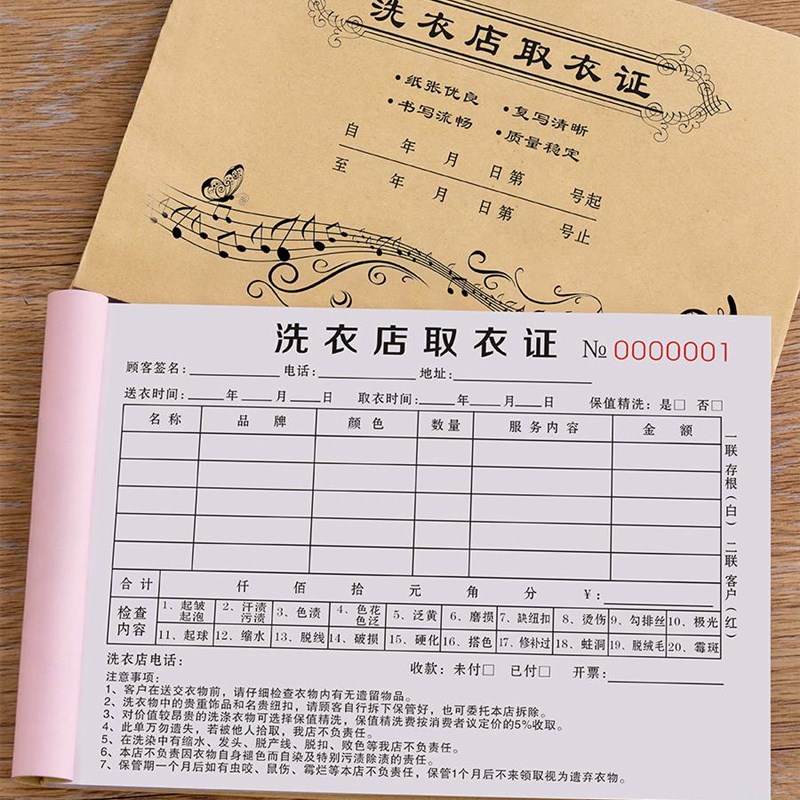 洗衣店取衣证
·纸张优良 ·复写清晰
·书写流畅 ·质量稳定
自 年 月 日第 号起
至 年 月 日第 号止
洗衣店取衣证 № 0000001
顾客签名: 电话: 地址:
送衣时间: 年 月 日 取衣时间: 年 月 日 保值精洗: 是□ 否□
名称 品牌 颜色 数量 服务内容 金额
合计 仟 佰 拾 元 角 分 ¥:
检查内容
1、起皱起泡 2、汗渍污渍 3、色渍 4、色花色泛 5、泛黄 6、磨损 7、缺纽扣 8、烫伤 9、勾排丝 10、极光
11、起球 12、缩水 13、脱线 14、破损 15、硬化 16、搭色 17、修补过 18、蛀洞 19、脱绒毛 20、霉斑
一联存根(白) 二联客户(红)
洗衣店电话: 收款: 未付□ 已付□ 开票:
注意事项:
1、客户在送交衣物前,请仔细检查衣物内有无遗留物品。
2、洗衣物中的贵重饰品和名贵纽扣,请顾客自行拆下保管好,也可委托本店拆除。
3、对价值较昂贵的洗涤衣物可选择保值精洗,保值精洗费按消费者议定价的5%收取。
4、此单万勿遗失,若被他人拾取,我店不负责任。
5、在洗染中有缩水、发头、脱产线、脱扣、败色等我店不负责任。
6、本店不负责因衣物自身褪色而自染及特别污渍除渍的责任。
7、保管期一个月后如有虫咬、鼠伤、霉烂等本店不负责任,保管1个月后不来领取视为遗弃衣物。